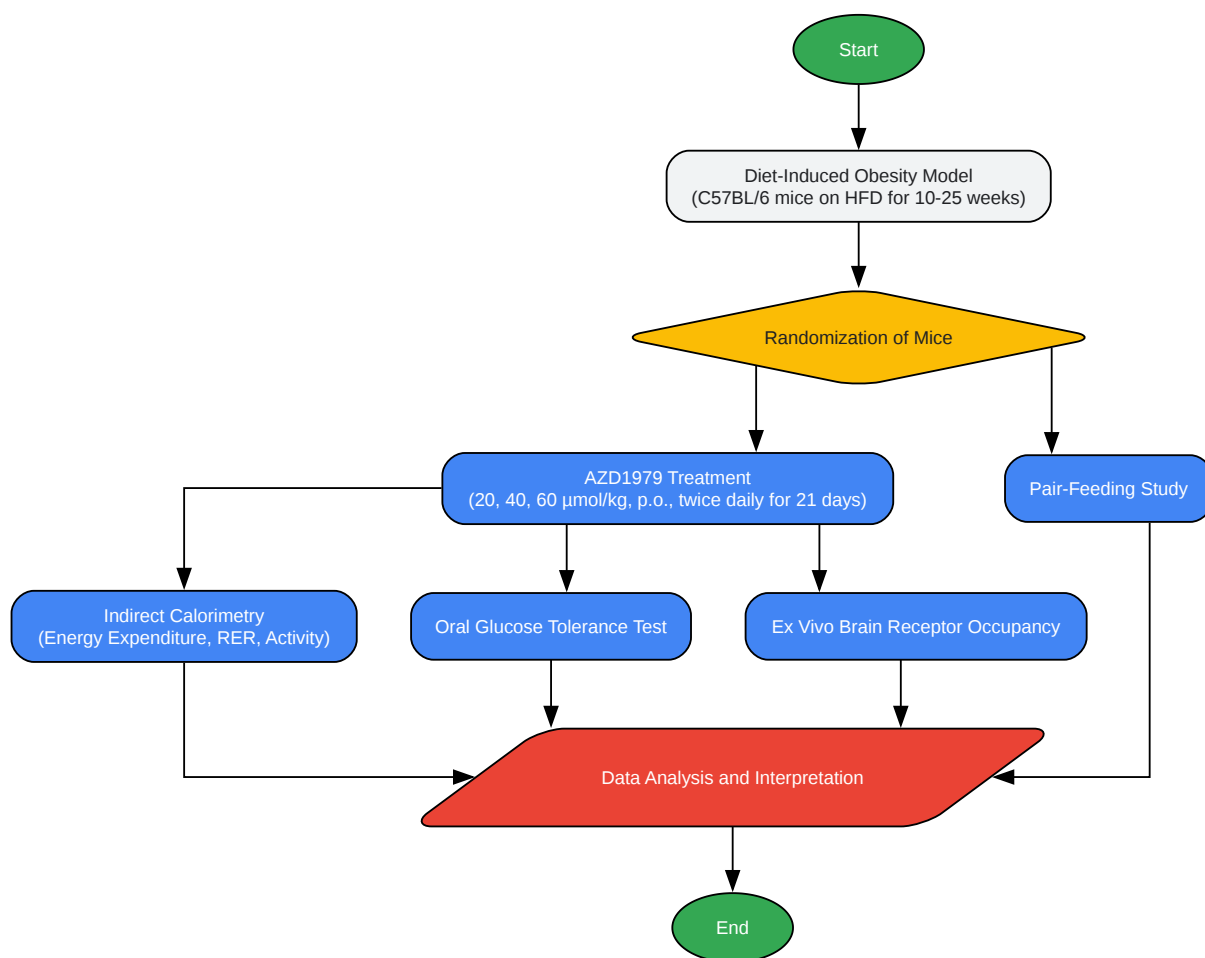 Start
Diet-Induced Obesity Model
(C57BL/6 mice on HFD for 10-25 weeks)
Randomization of Mice
AZD1979 Treatment
(20, 40, 60 µmol/kg, p.o., twice daily for 21 days)
Pair-Feeding Study
Indirect Calorimetry
(Energy Expenditure, RER, Activity)
Oral Glucose Tolerance Test
Ex Vivo Brain Receptor Occupancy
Data Analysis and Interpretation
End